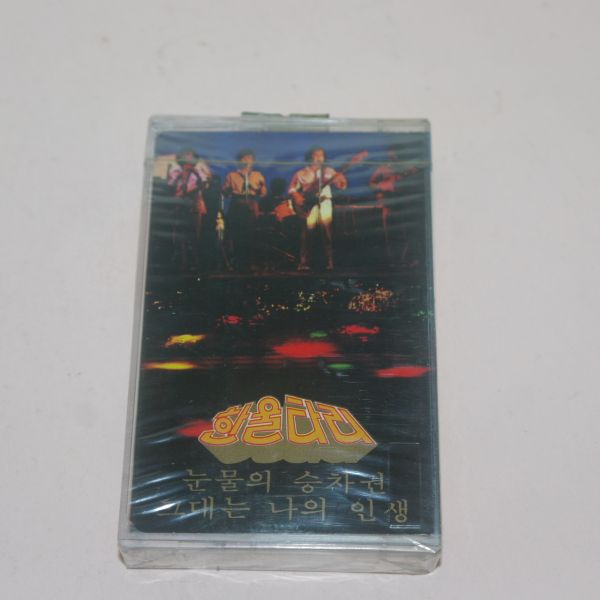 한울타리
눈물의 승차권
그대는 나의 인생